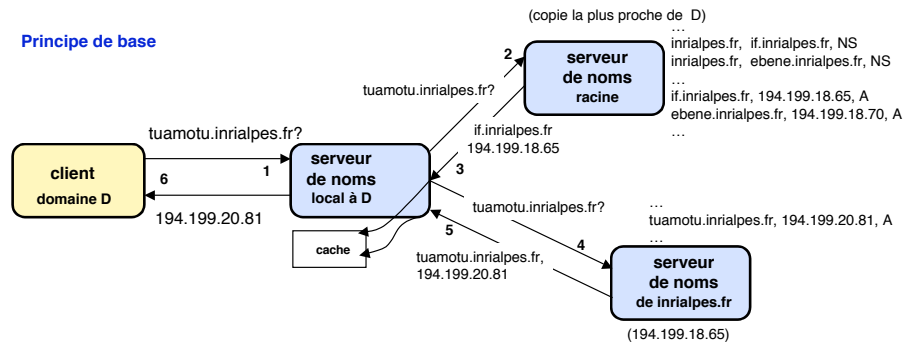 Principe de base
(copie la plus proche de D)
…
inrialpes.fr, if.inrialpes.fr, NS
inrialpes.fr, ebene.inrialpes.fr, NS
…
if.inrialpes.fr, 194.199.18.65, A
ebene.inrialpes.fr, 194.199.18.70, A
…
2
serveur
de noms
racine
tuamotu.inrialpes.fr?
if.inrialpes.fr
194.199.18.65
3
tuamotu.inrialpes.fr?
client
domaine D
6
1
194.199.20.81
serveur
de noms
local à D
cache
tuamotu.inrialpes.fr?
5
4
tuamotu.inrialpes.fr,
194.199.20.81
…
tuamotu.inrialpes.fr, 194.199.20.81, A
…
serveur
de noms
de inrialpes.fr
(194.199.18.65)